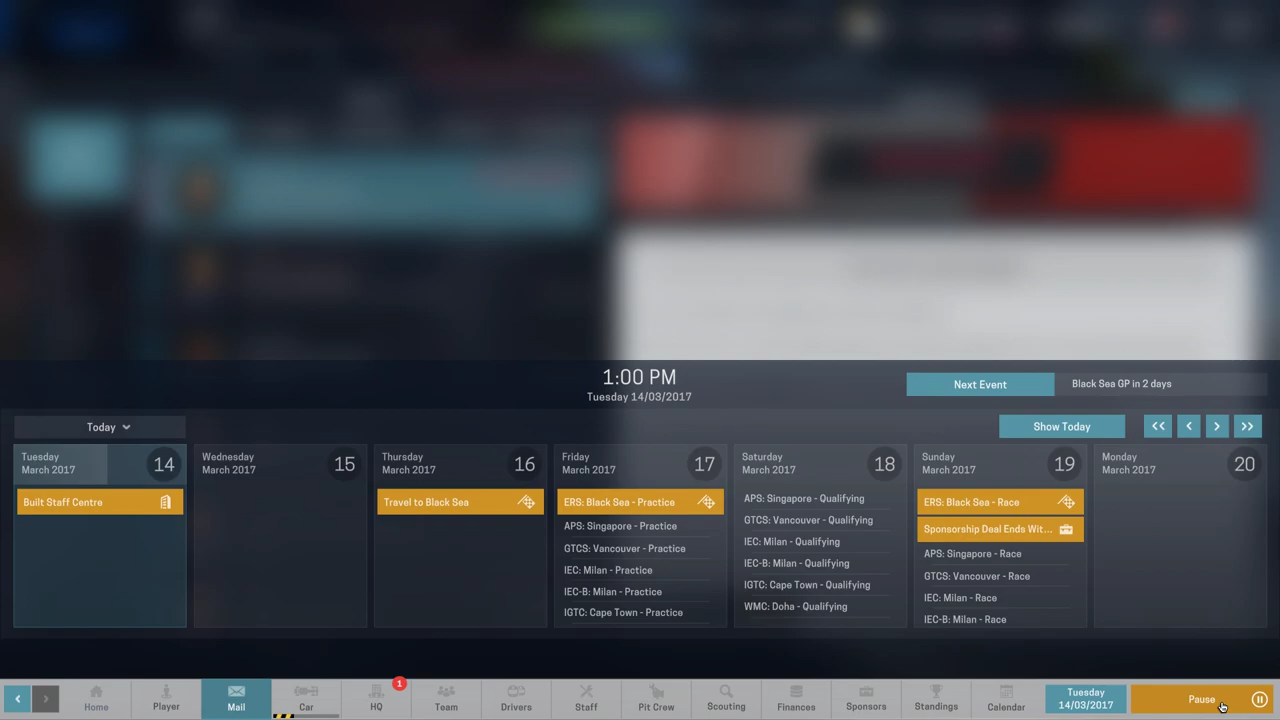 1:00 PM
Tuesday 14/03/2017
Next Event
Black Sea GP in 2 days
Today
Show Today
Tuesday
March 2017
14
Built Staff Centre
Wednesday
March 2017
15
Thursday
March 2017
16
Travel to Black Sea
Friday
March 2017
17
ERS: Black Sea - Practice
APS: Singapore - Practice
GTCS: Vancouver - Practice
IEC: Milan - Practice
IEC-B: Milan - Practice
IGTC: Cape Town - Practice
Saturday
March 2017
18
APS: Singapore - Qualifying
GTCS: Vancouver - Qualifying
IEC: Milan - Qualifying
IEC-B: Milan - Qualifying
IGTC: Cape Town - Qualifying
WMC: Doha - Qualifying
Sunday
March 2017
19
ERS: Black Sea - Race
Sponsorship Deal Ends Wit...
APS: Singapore - Race
GTCS: Vancouver - Race
IEC: Milan - Race
IEC-B: Milan - Race
Monday
March 2017
20
Home
Player
Mail
Car
1
HQ
Team
Drivers
Staff
Pit Crew
Scouting
Finances
Sponsors
Standings
Calendar
Tuesday
14/03/2017
Pause